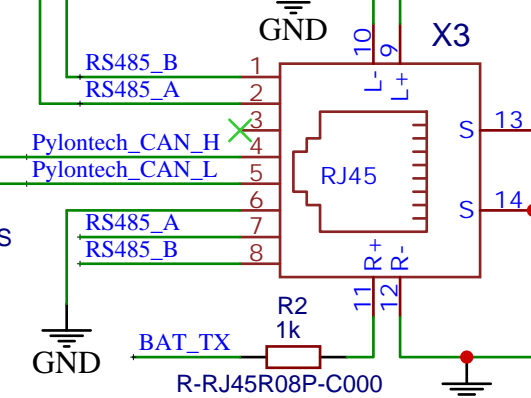 GND
X3
10
9
L-
L+
RS485_B
1
RS485_A
2
3
Pylontech_CAN_H
4
Pylontech_CAN_L
5
6
RS485_A
7
RS485_B
8
RJ45
S
13
S
14
S
R+
R-
11
12
GND
R2
1k
BAT_TX
R-RJ45R08P-C000